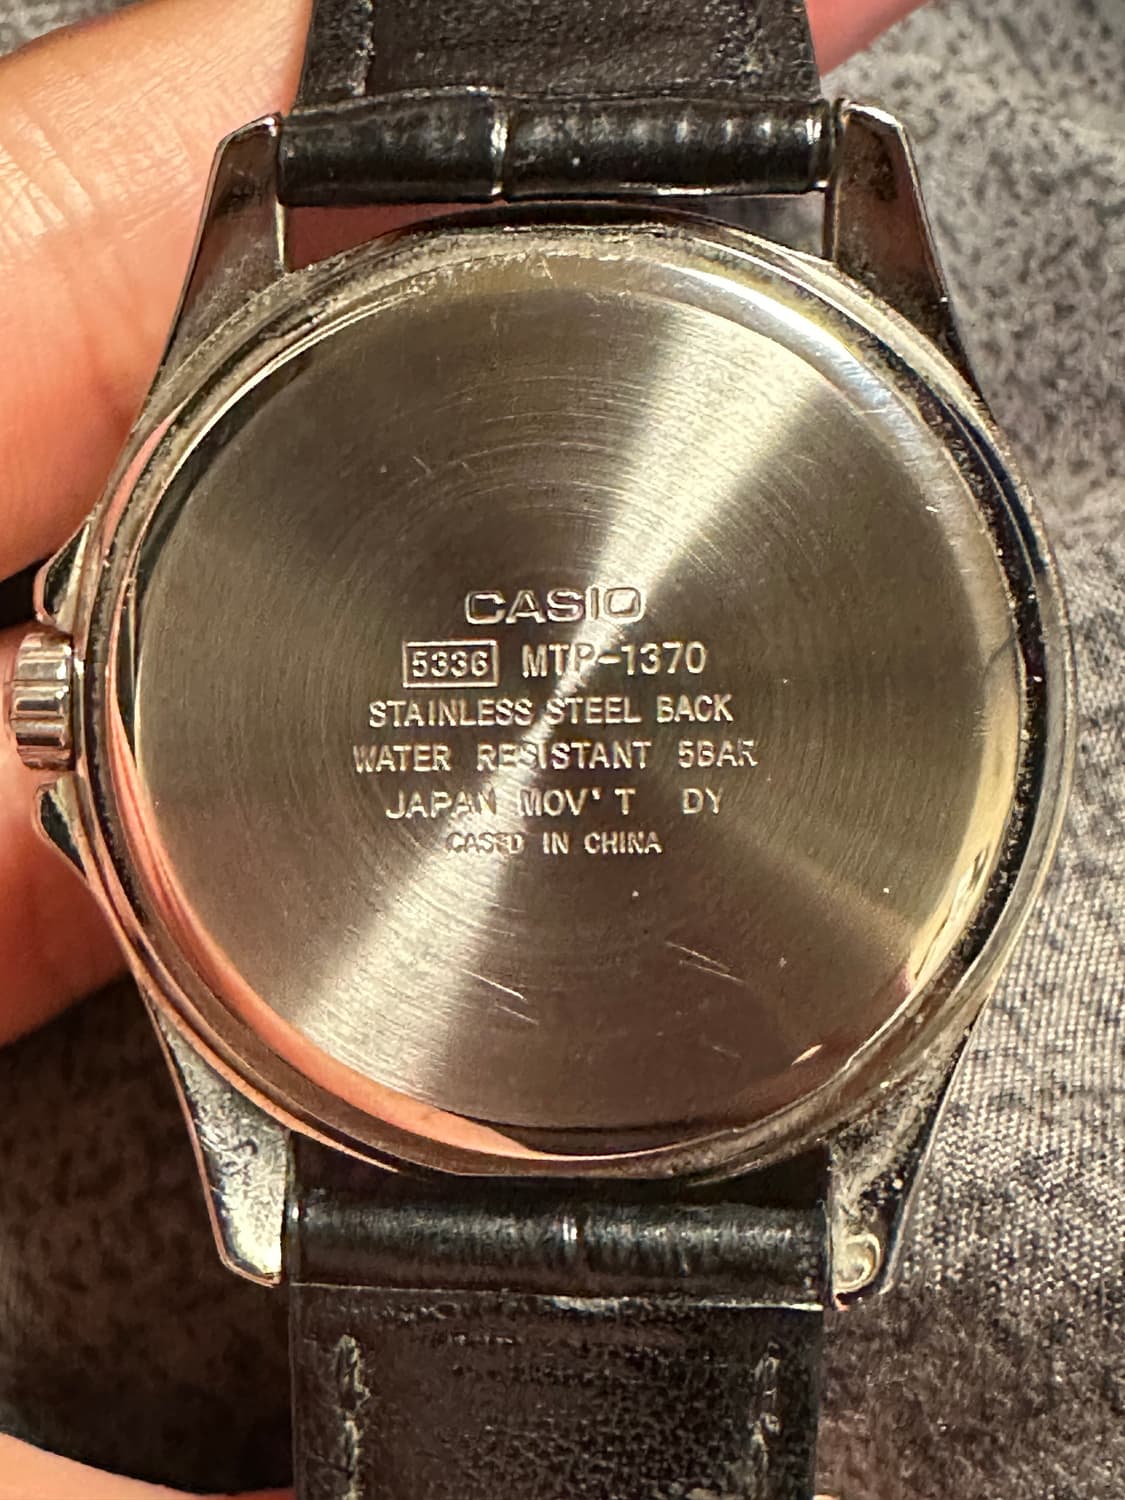 CASIO
5336 MTP-1370
STAINLESS STEEL BACK
WATER RESISTANT 5BAR
JAPAN MOV'T DY
CASED IN CHINA